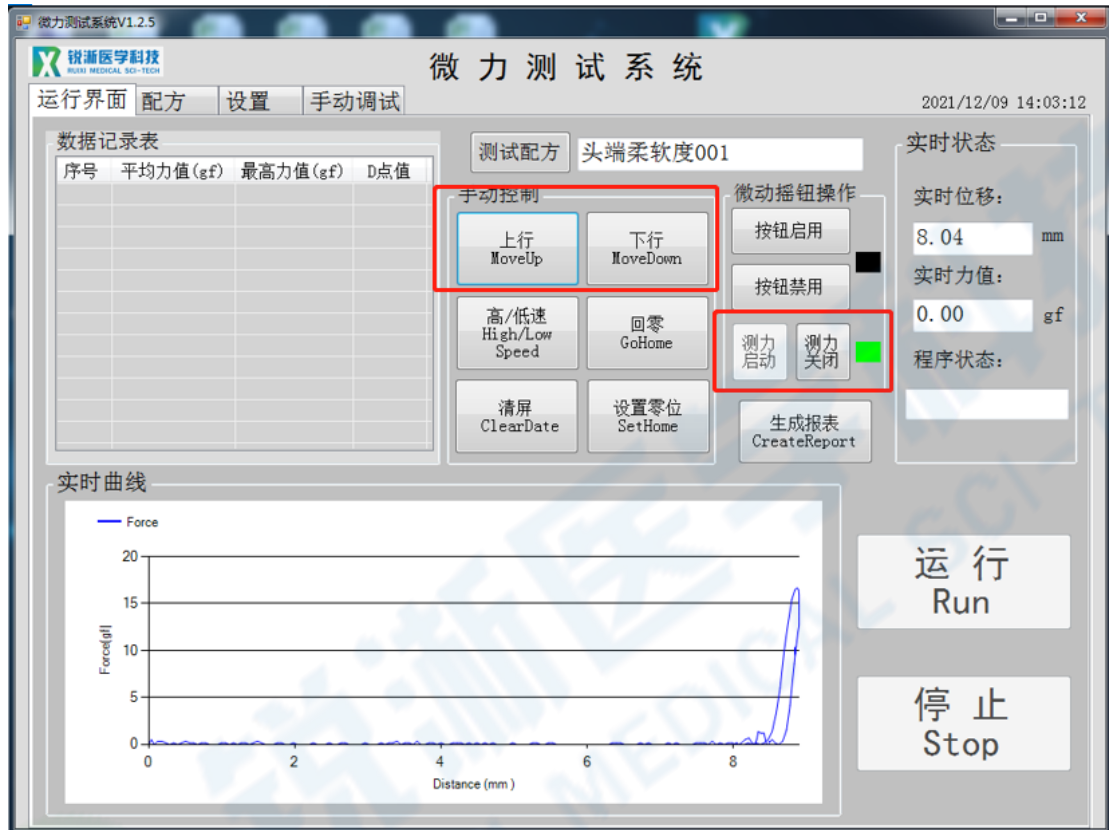 微力测试系统V1.2.5
锐浙医学科技
RUIXI MEDICAL SCI-TECH
微 力 测 试 系 统
运行界面 配方 设置 手动调试
2021/12/09 14:03:12
数据记录表
序号 平均力值(gf) 最高力值(gf) D点值
测试配方 头端柔软度001
手动控制
上行
MoveUp
下行
MoveDown
高/低速
High/Low
Speed
回零
GoHome
清屏
ClearDate
设置零位
SetHome
微动摇钮操作
按钮启用
按钮禁用
测力
启动
测力
关闭
生成报表
CreateReport
实时状态
实时位移:
8.04 mm
实时力值:
0.00 gf
程序状态:
实时曲线
Force
20
15
10
5
0
Force[gf]
0 2 4 6 8
Distance (mm )
运 行
Run
停 止
Stop
锐浙医学科技
MEDICAL SCI-T